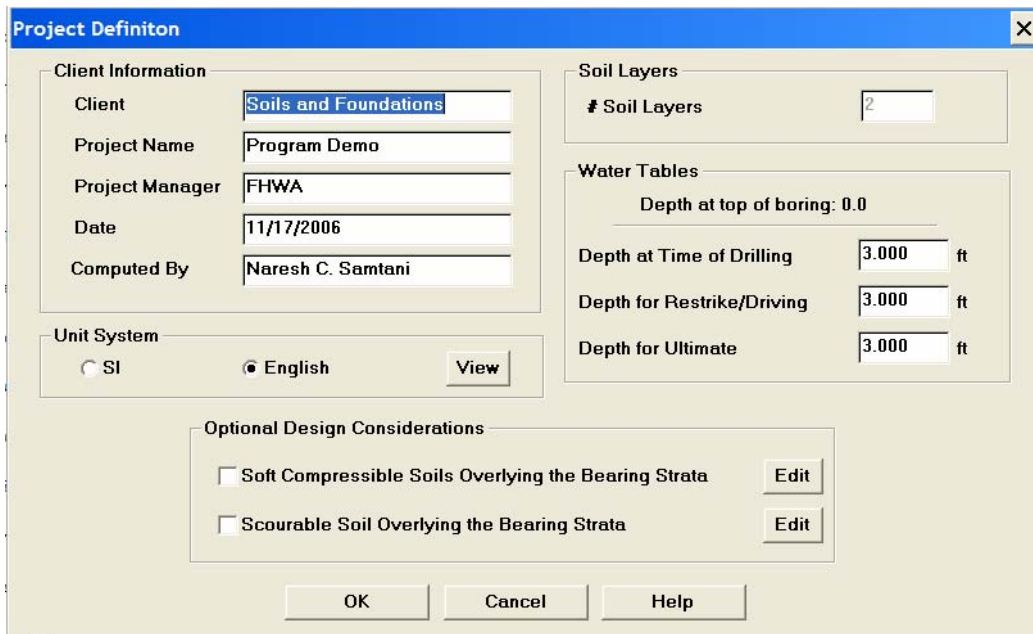 Project Definiton
Client Information
Client Soils and Foundations
Project Name Program Demo
Project Manager FHWA
Date 11/17/2006
Computed By Naresh C. Samtani
Unit System
SI English View
Soil Layers
# Soil Layers 2
Water Tables
Depth at top of boring: 0.0
Depth at Time of Drilling 3.000 ft
Depth for Restrike/Driving 3.000 ft
Depth for Ultimate 3.000 ft
Optional Design Considerations
Soft Compressible Soils Overlying the Bearing Strata Edit
Scourable Soil Overlying the Bearing Strata Edit
OK Cancel Help